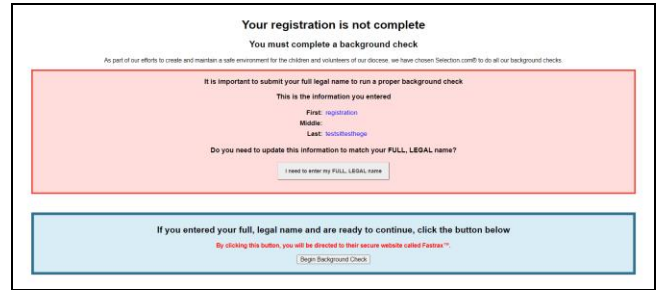 Your registration is not complete
You must complete a background check
As part of our efforts to create and maintain a safe environment for the children and volunteers of our diocese, we have chosen Selection.com® to do all our background checks.
It is important to submit your full legal name to run a proper background check
This is the information you entered
First: registration
Middle:
Last: testsitesthege
Do you need to update this information to match your FULL, LEGAL name?
I need to enter my FULL, LEGAL name
If you entered your full, legal name and are ready to continue, click the button below
By clicking this button, you will be directed to their secure website called Fastrax™.
Begin Background Check